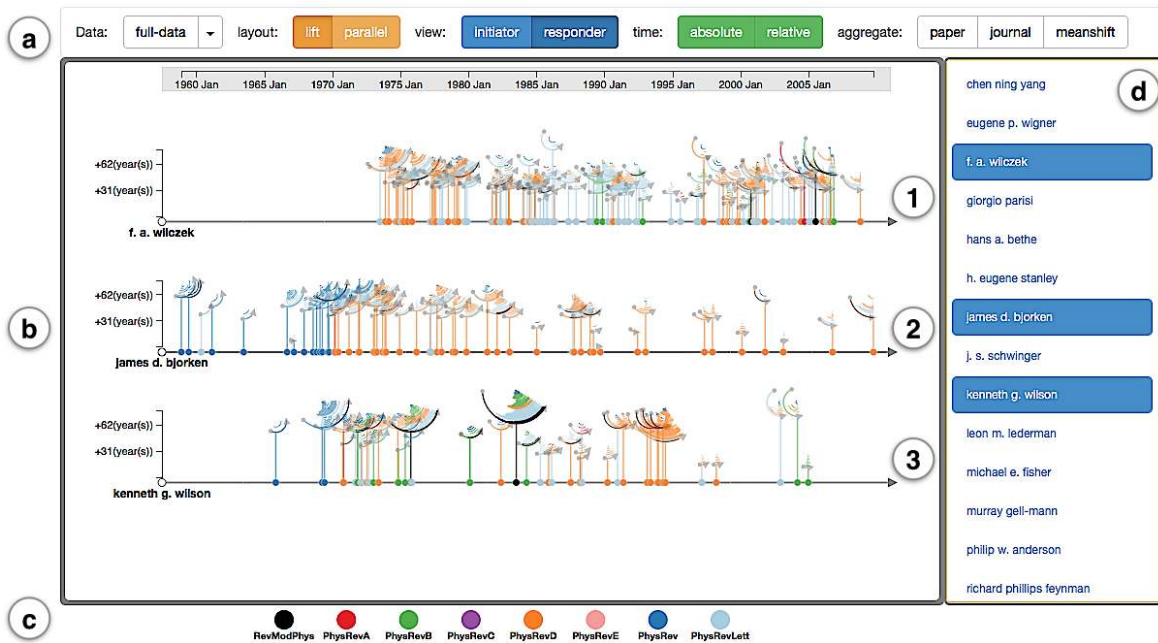 a
Data: full-data layout: lift parallel view: initiator responder time: absolute relative aggregate: paper journal meanshift
1960 Jan 1965 Jan 1970 Jan 1975 Jan 1980 Jan 1985 Jan 1990 Jan 1995 Jan 2000 Jan 2005 Jan
d
chen ning yang
eugene p. wigner
f. a. wilczek
giorgio parisi
hans a. bethe
h. eugene stanley
james d. bjorken
j. s. schwinger
kenneth g. wilson
leon m. lederman
michael e. fisher
murray gell-mann
philip w. anderson
richard phillips feynman
+62(year(s))
+31(year(s))
1
f. a. wilczek
b
+62(year(s))
+31(year(s))
2
james d. bjorken
+62(year(s))
+31(year(s))
3
kenneth g. wilson
c
RevModPhys PhysRevA PhysRevB PhysRevC PhysRevD PhysRevE PhysRev PhysRevLett